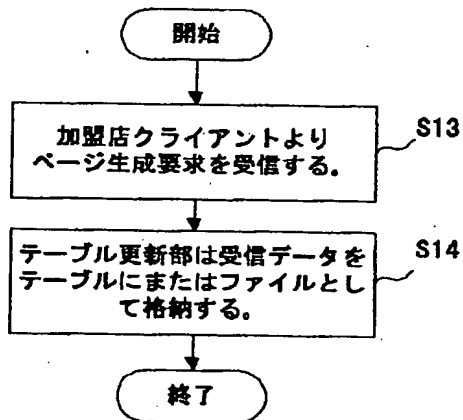 開始
加盟店クライアントより
ページ生成要求を受信する。
S13
テーブル更新部は受信データを
テーブルにまたはファイルとし
て格納する。
S14
終了